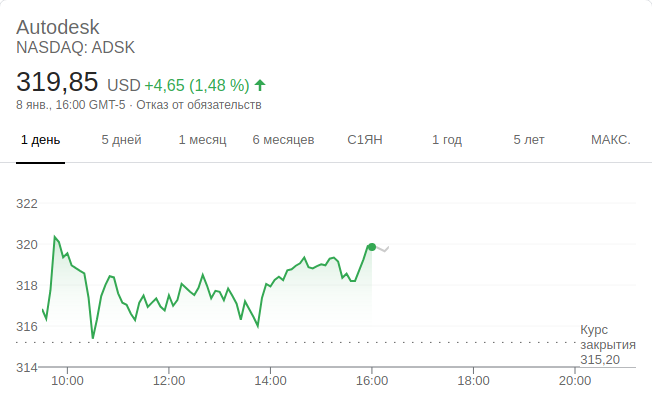 Autodesk
NASDAQ: ADSK
319,85 USD +4,65 (1,48 %)
8 янв., 16:00 GMT-5 · Отказ от обязательств
1 день 5 дней 1 месяц 6 месяцев С1ЯН 1 год 5 лет МАКС.
322
320
318
316
314
Курс
закрытия
315,20
10:00 12:00 14:00 16:00 18:00 20:00